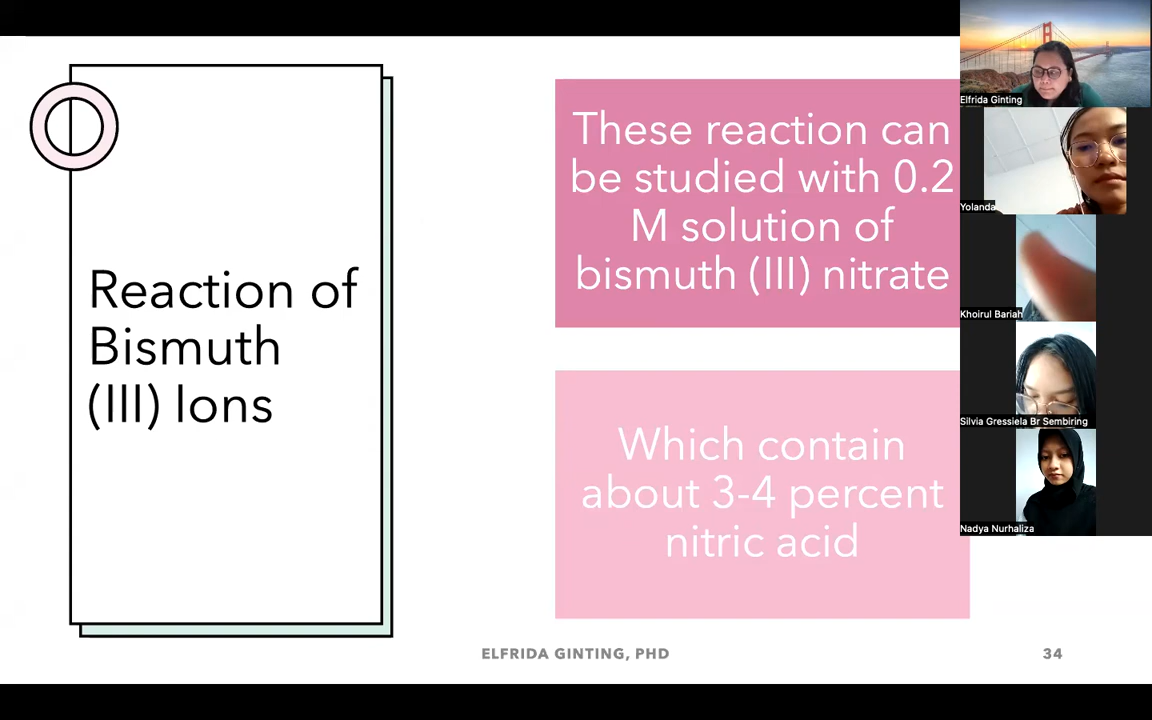 Reaction of
Bismuth
(III) Ions
These reaction can
be studied with 0.2
M solution of
bismuth (III) nitrate
Which contain
about 3-4 percent
nitric acid
ELFRIDA GINTING, PHD
34
Elfrida Ginting
Yolanda
Khoirul Bariah
Silvia Gressiela Br Sembiring
Nadya Nurhaliza